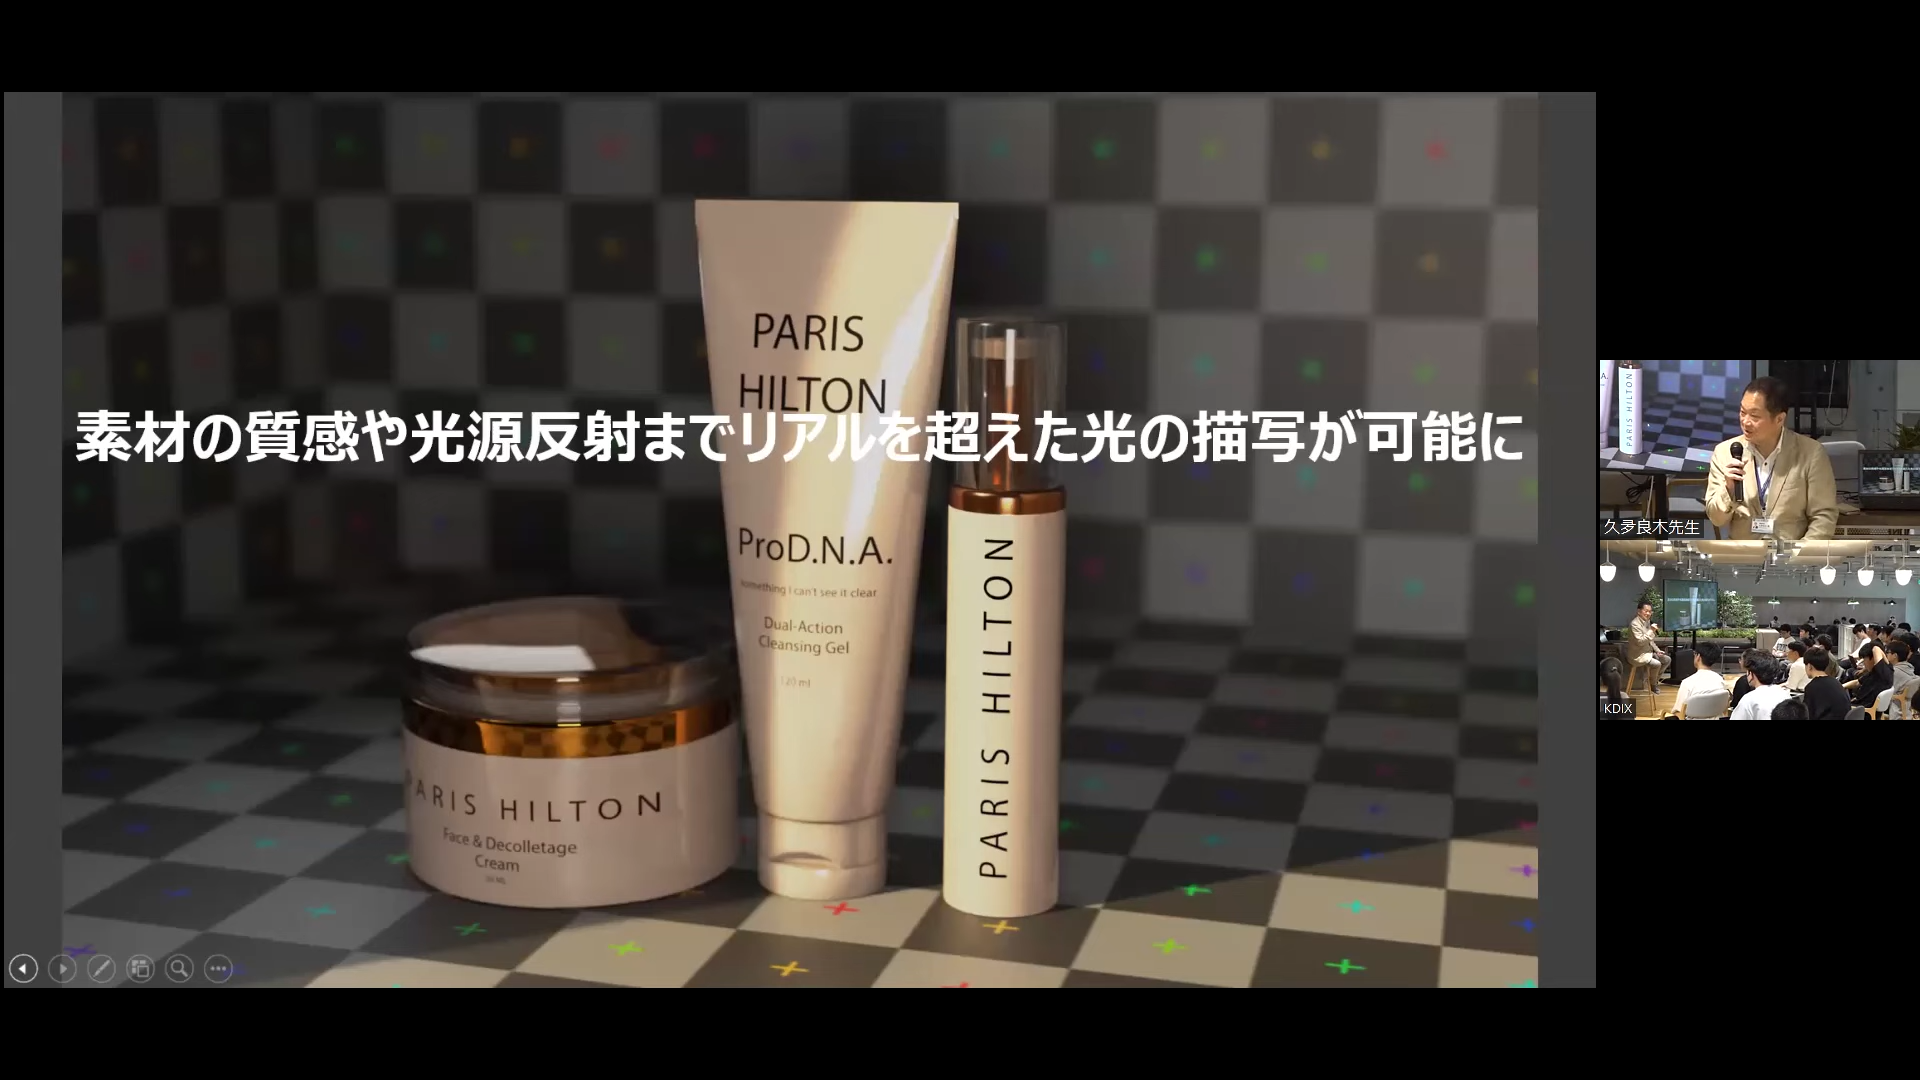 PARIS
HILTON
素材の質感や光源反射までリアルを超えた光の描写が可能に
ProD.N.A.
something I can't see it clear
Dual-Action
Cleansing Gel
120 ml
PARIS HILTON
PARIS HILTON
Face & Decolletage
Cream
PARIS HILTON
久夛良木先生
KDIX